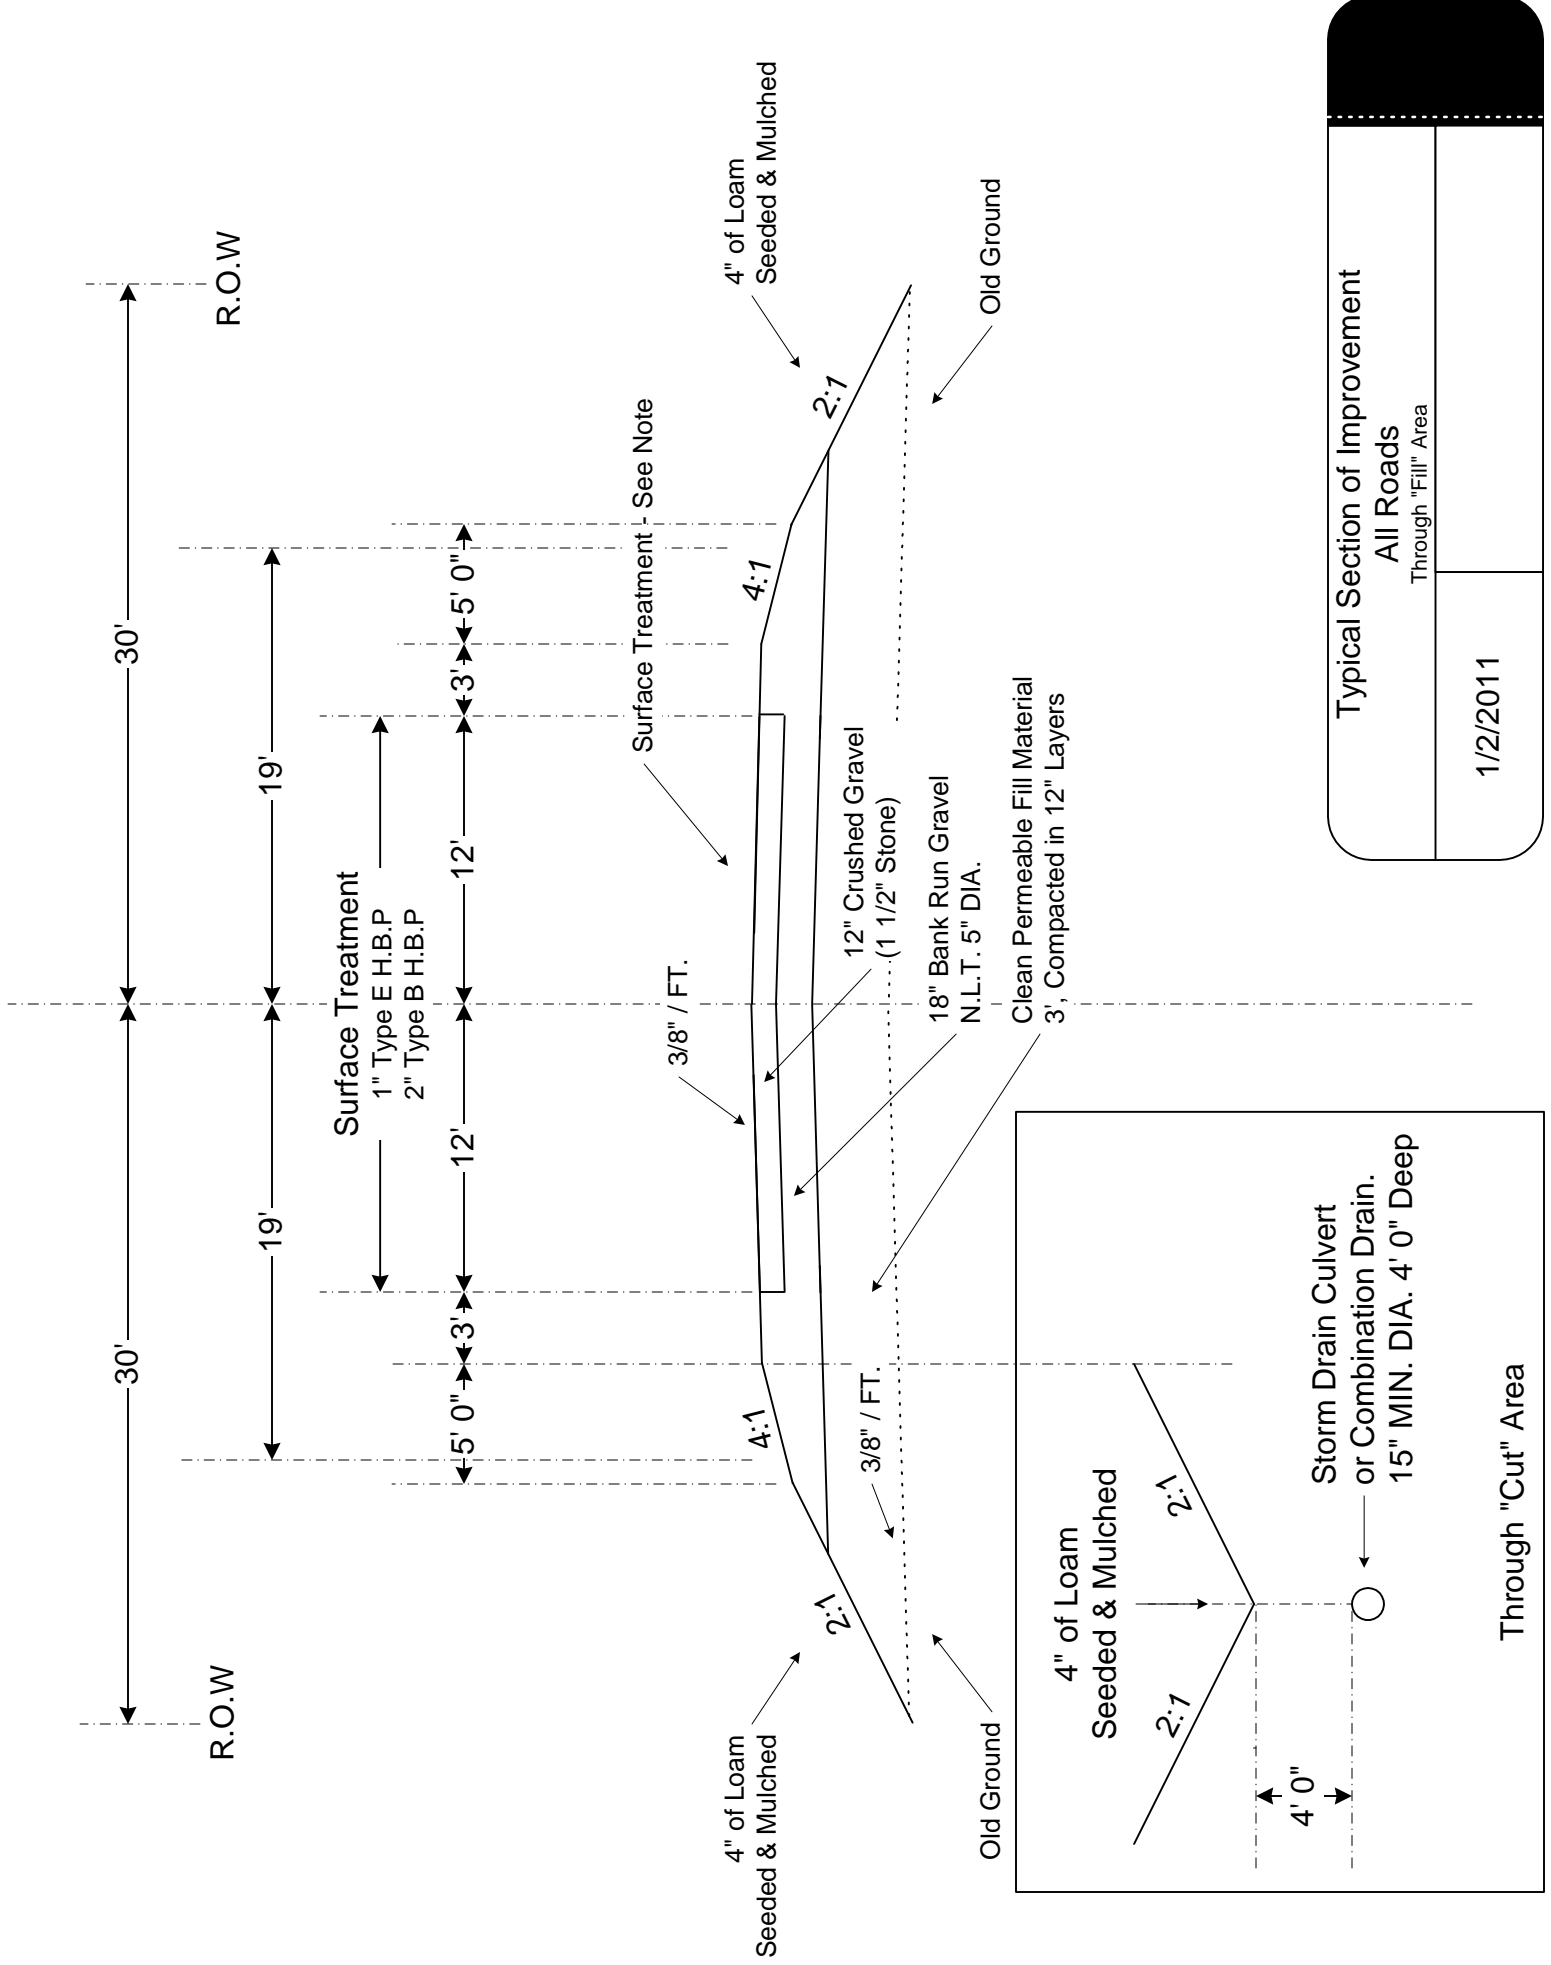 30'
30'
R.O.W
R.O.W
19'
19'
Surface Treatment
1" Type E H.B.P
2" Type B H.B.P
5' 0"
3'
12'
12'
3'
5' 0"
Surface Treatment - See Note
3/8" / FT.
4" of Loam
Seeded & Mulched
4" of Loam
Seeded & Mulched
4:1
4:1
2:1
2:1
12" Crushed Gravel
(1 1/2" Stone)
3/8" / FT.
18" Bank Run Gravel
N.L.T. 5" DIA.
Old Ground
Old Ground
Clean Permeable Fill Material
3', Compacted in 12" Layers
4" of Loam
Seeded & Mulched
2:1
2:1
4' 0"
Storm Drain Culvert
or Combination Drain.
15" MIN. DIA. 4' 0" Deep
Through "Cut" Area
Typical Section of Improvement
All Roads
Through "Fill" Area
1/2/2011